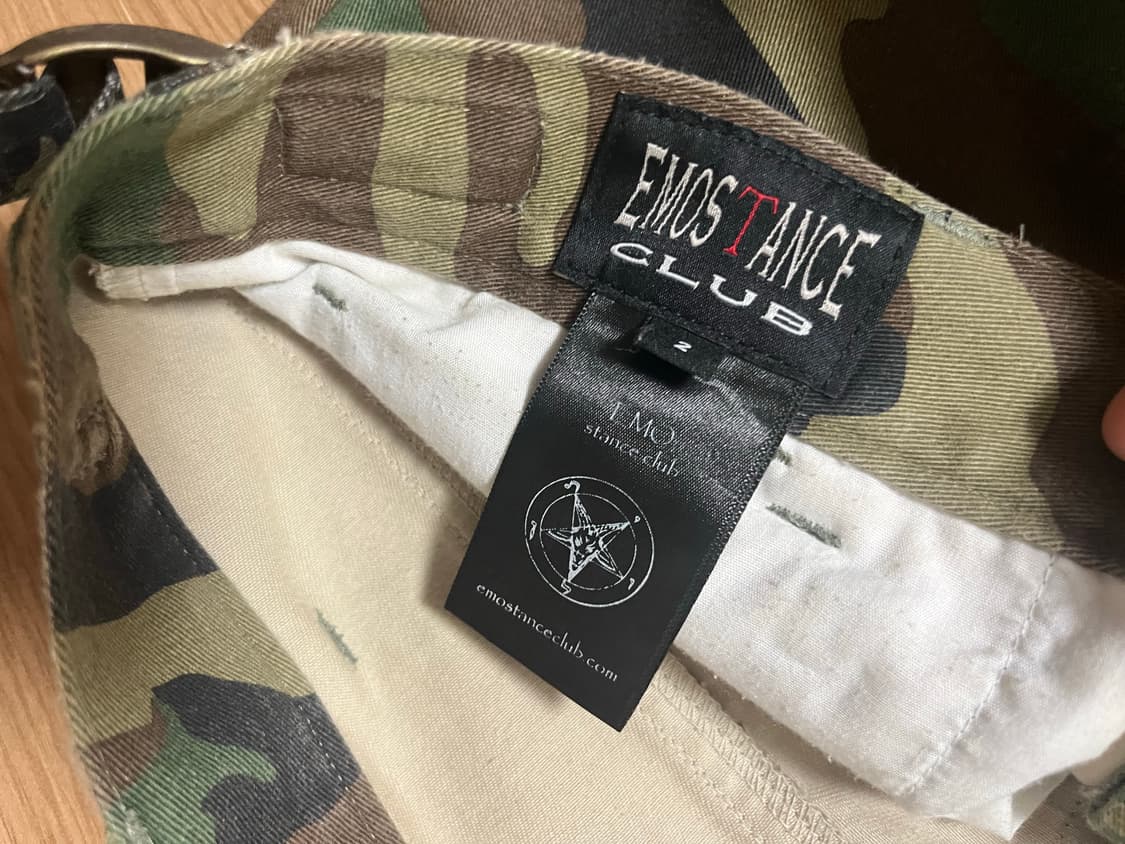 EMOSTANCE
CLUB
2
EMO
stance club
emostanceclub.com